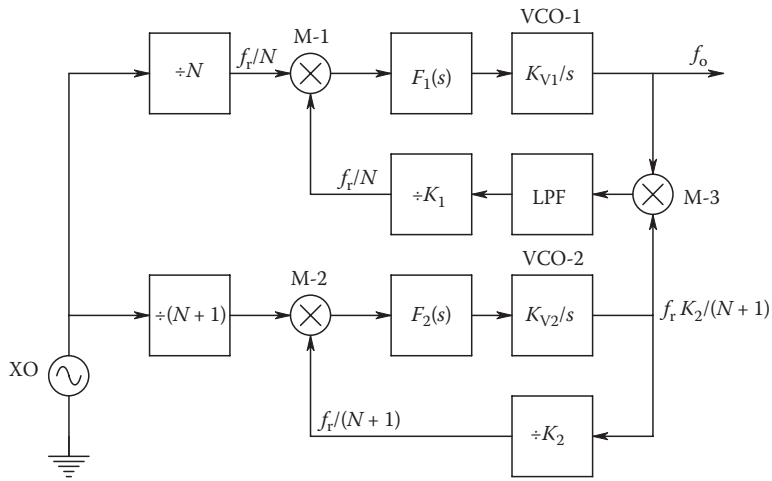 VCO-1
M-1
÷N
f_r/N
F_1(s)
K_V1/s
f_o
f_r/N
÷K_1
LPF
M-3
VCO-2
M-2
÷(N + 1)
F_2(s)
K_V2/s
f_r K_2/(N + 1)
XO
f_r/(N + 1)
÷K_2